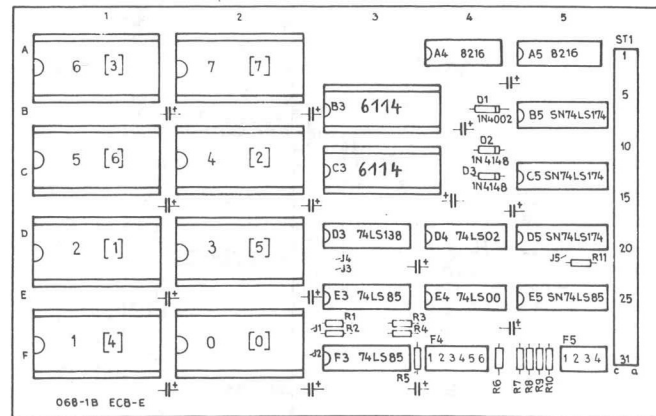 1 2 3 4 5
A B C D E F
6 [3]
7 [7]
A4 8216
A5 8216
ST1
1
5
10
15
20
25
31
c a
B3 6114
D1
1N4002
B5 SN74LS174
5 [6]
4 [2]
C3 6114
D2
1N4148
D3
1N4148
C5 SN74LS174
2 [1]
3 [5]
D3 74LS138
D4 74LS02
D5 SN74LS174
J4
J3
J5
R11
E3 74LS85
E4 74LS00
E5 SN74LS85
J1
R1
R2
R3
R4
1 [4]
0 [0]
J2
F3 74LS85
R5
F4
1 2 3 4 5 6
R6
R7
R8
R9
R10
F5
1 2 3 4
06B-1B ECB-E